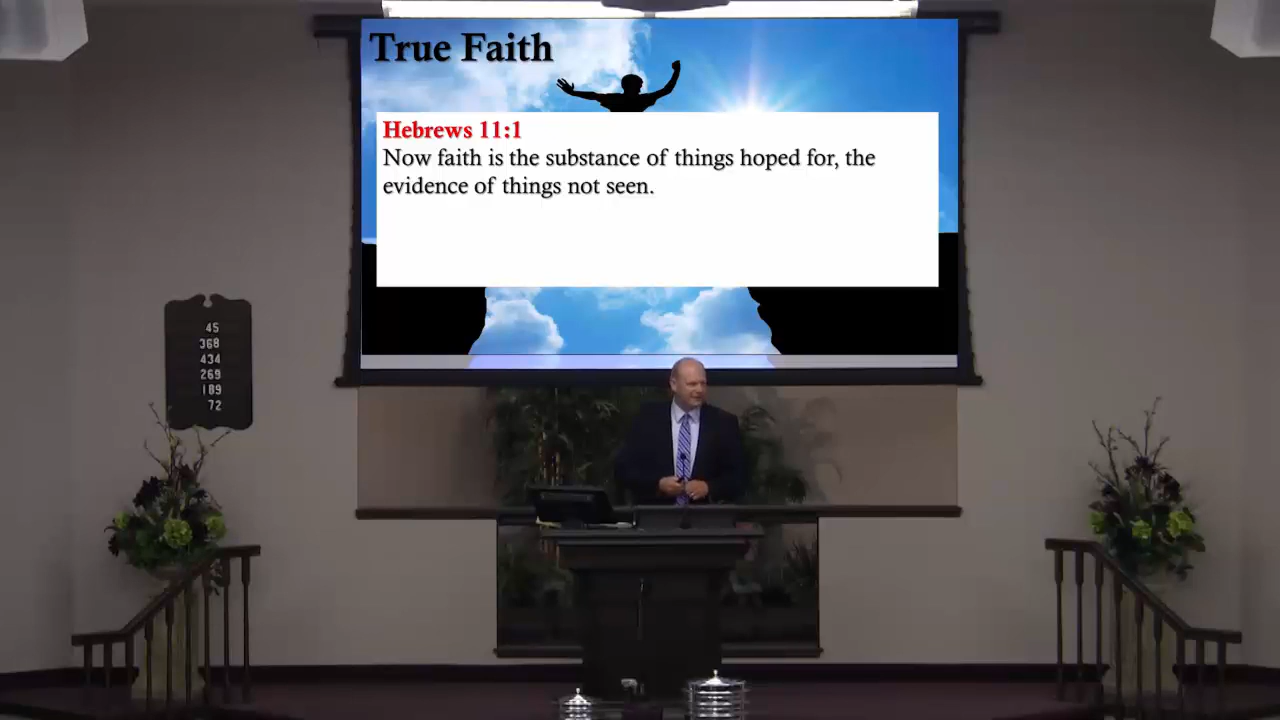 True Faith
Hebrews 11:1
Now faith is the substance of things hoped for, the
evidence of things not seen.
45
368
434
269
189
72